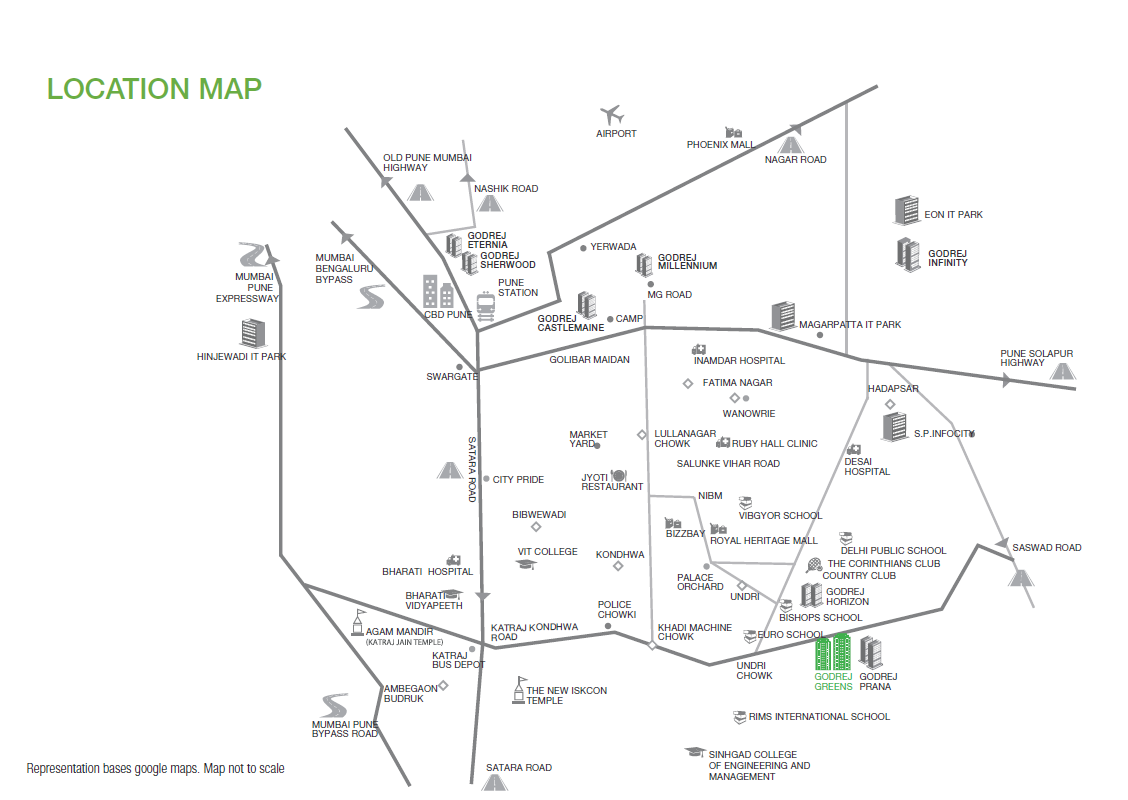 LOCATION MAP
AIRPORT
PHOENIX MALL
NAGAR ROAD
OLD PUNE MUMBAI
HIGHWAY
NASHIK ROAD
EON IT PARK
GODREJ
ETERNIA
GODREJ
SHERWOOD
YERWADA
GODREJ
MILLENNIUM
GODREJ
INFINITY
MUMBAI
BENGALURU
BYPASS
MUMBAI
PUNE
EXPRESSWAY
PUNE
STATION
MG ROAD
CBD PUNE
GODREJ
CASTLEMAINE
CAMP
MAGARPATTA IT PARK
HINJEWADI IT PARK
GOLIBAR MAIDAN
INAMDAR HOSPITAL
PUNE SOLAPUR
HIGHWAY
SWARGATE
FATIMA NAGAR
HADAPSAR
WANOWRIE
MARKET
YARD
LULLANAGAR
CHOWK
RUBY HALL CLINIC
S.P.INFOCITY
SATARA ROAD
SALUNKE VIHAR ROAD
DESAI
HOSPITAL
CITY PRIDE
JYOTI
RESTAURANT
NIBM
BIBWEWADI
VIBGYOR SCHOOL
BIZZBAY
ROYAL HERITAGE MALL
VIT COLLEGE
KONDHWA
DELHI PUBLIC SCHOOL
SASWAD ROAD
THE CORINTHIANS CLUB
COUNTRY CLUB
BHARATI HOSPITAL
PALACE
ORCHARD
UNDRI
GODREJ
HORIZON
BHARATI
VIDYAPEETH
POLICE
CHOWKI
BISHOPS SCHOOL
AGAM MANDIR
(KATRAJ JAIN TEMPLE)
KATRAJ KONDHWA
ROAD
KHADI MACHINE
CHOWK
EURO SCHOOL
KATRAJ
BUS DEPOT
UNDRI
CHOWK
GODREJ
GREENS
GODREJ
PRANA
AMBEGAON
BUDRUK
THE NEW ISKCON
TEMPLE
MUMBAI PUNE
BYPASS ROAD
RIMS INTERNATIONAL SCHOOL
SINHGAD COLLEGE
OF ENGINEERING AND
MANAGEMENT
SATARA ROAD
Representation bases google maps. Map not to scale